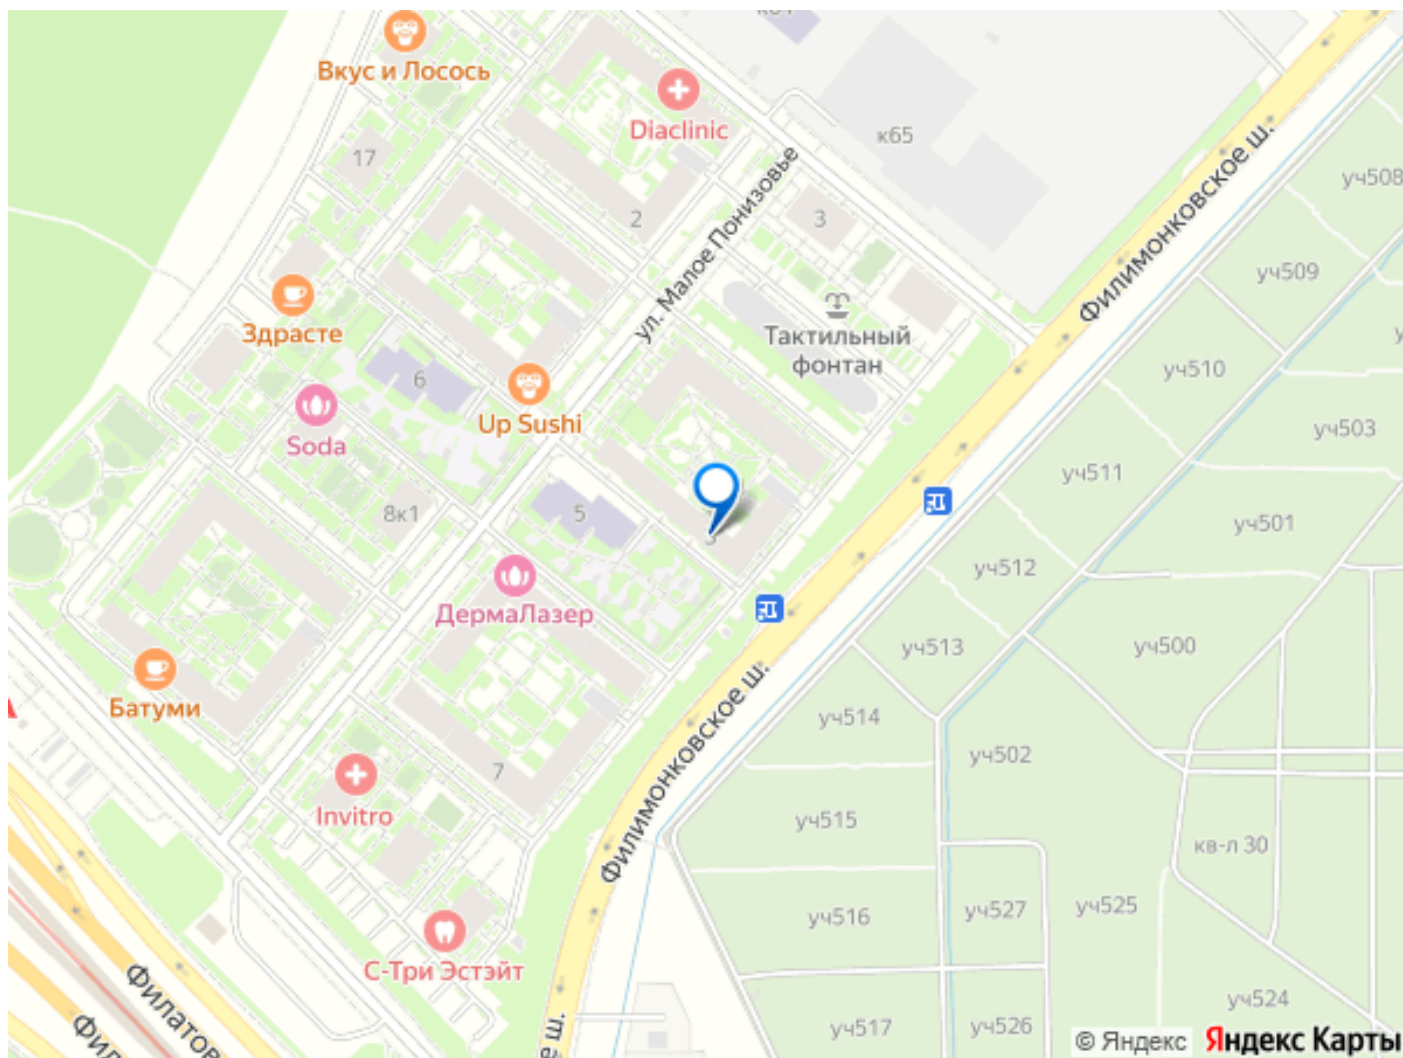 Вкус и Лосось
Diaclinic
к65
17
2
3
ул. Малое Понизовье
Филимонковское ш.
уч508
уч509
Здрасте
Тактильный
фонтан
уч510
6
Up Sushi
Soda
уч503
уч511
8к1
5
уч501
уч512
ДермаЛазер
уч513
уч500
Батуми
Филимонковское ш.
уч514
уч502
7
Invitro
уч515
кв-л 30
уч516
уч527
уч525
С-Три Эстэйт
уч524
уч517
уч526
© Яндекс
Яндекс Карты